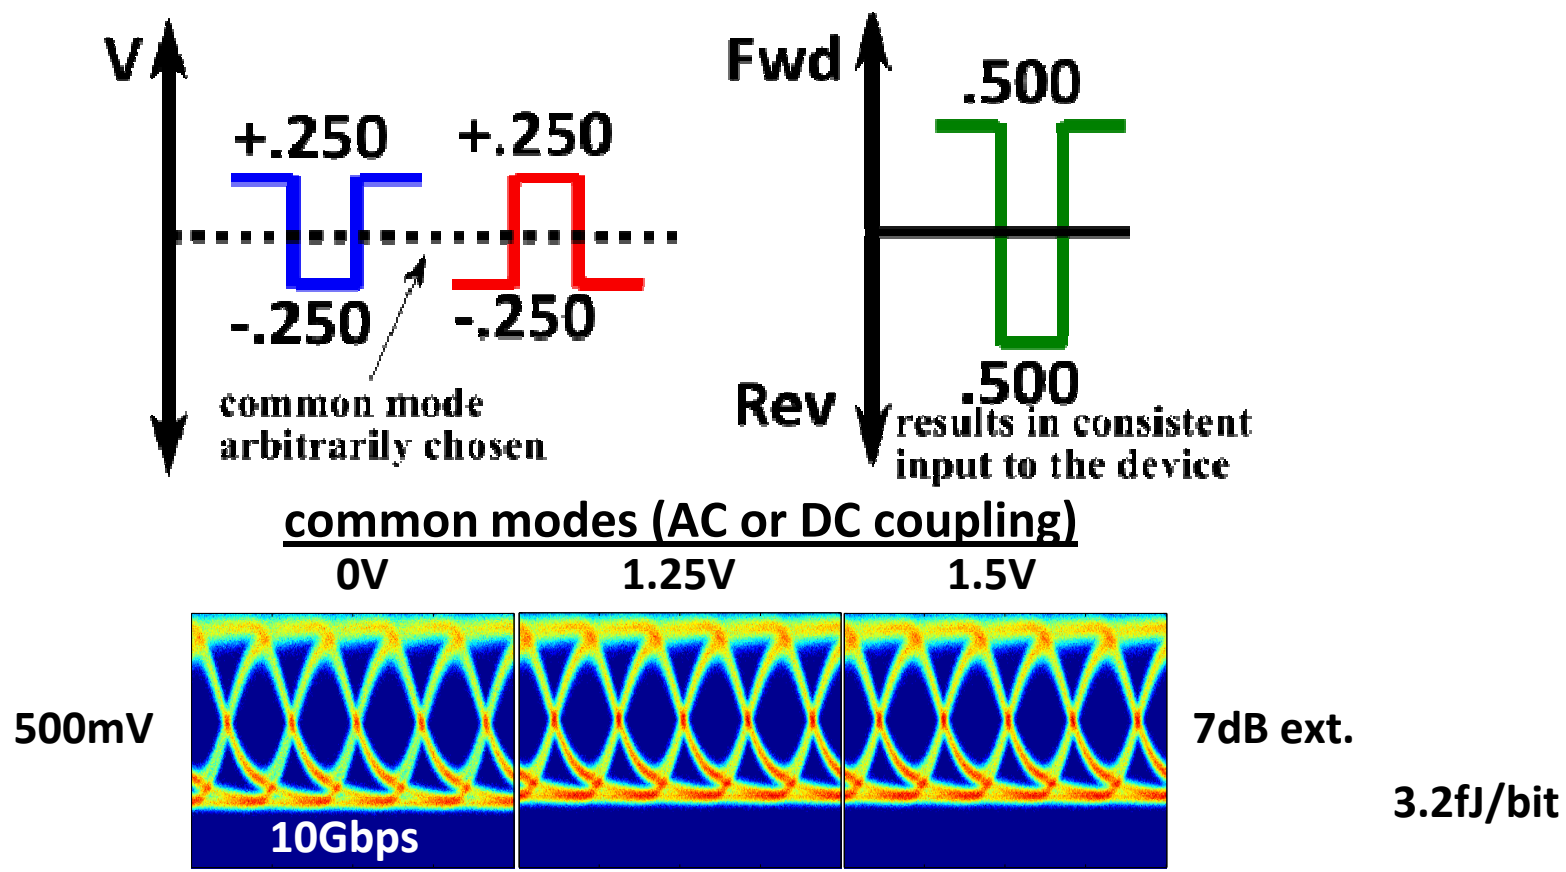 V
+.250
+.250
-.250
-.250
common mode
arbitrarily chosen
Fwd
.500
Rev
.500
results in consistent
input to the device
common modes (AC or DC coupling)
0V 1.25V 1.5V
500mV
10Gbps
7dB ext.
3.2fJ/bit